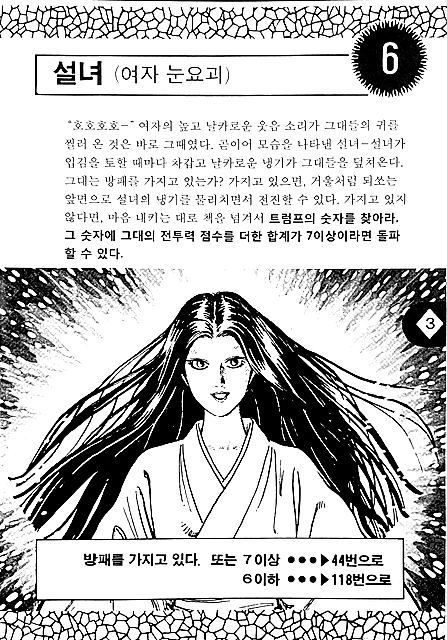 6
설녀 (여자 눈요괴)
"호호호호-" 여자의 높고 날카로운 웃음 소리가 그대들의 귀를
찔러 온 것은 바로 그때였다. 곧이어 모습을 나타낸 설녀-설녀가
입김을 토할 때마다 차갑고 날카로운 냉기가 그대들을 덮쳐온다.
그대는 방패를 가지고 있는가? 가지고 있으면, 거울처럼 되쏘는
앞면으로 설녀의 냉기를 물리치면서 전진할 수 있다. 가지고 있지
않다면, 마음 내키는 대로 책을 넘겨서 트럼프의 숫자를 찾아라.
그 숫자에 그대의 전투력 점수를 더한 합계가 7이상이라면 돌파
할 수 있다.
3
방패를 가지고 있다. 또는 7이상 ●●●▶44번으로
6이하 ●●●▶118번으로